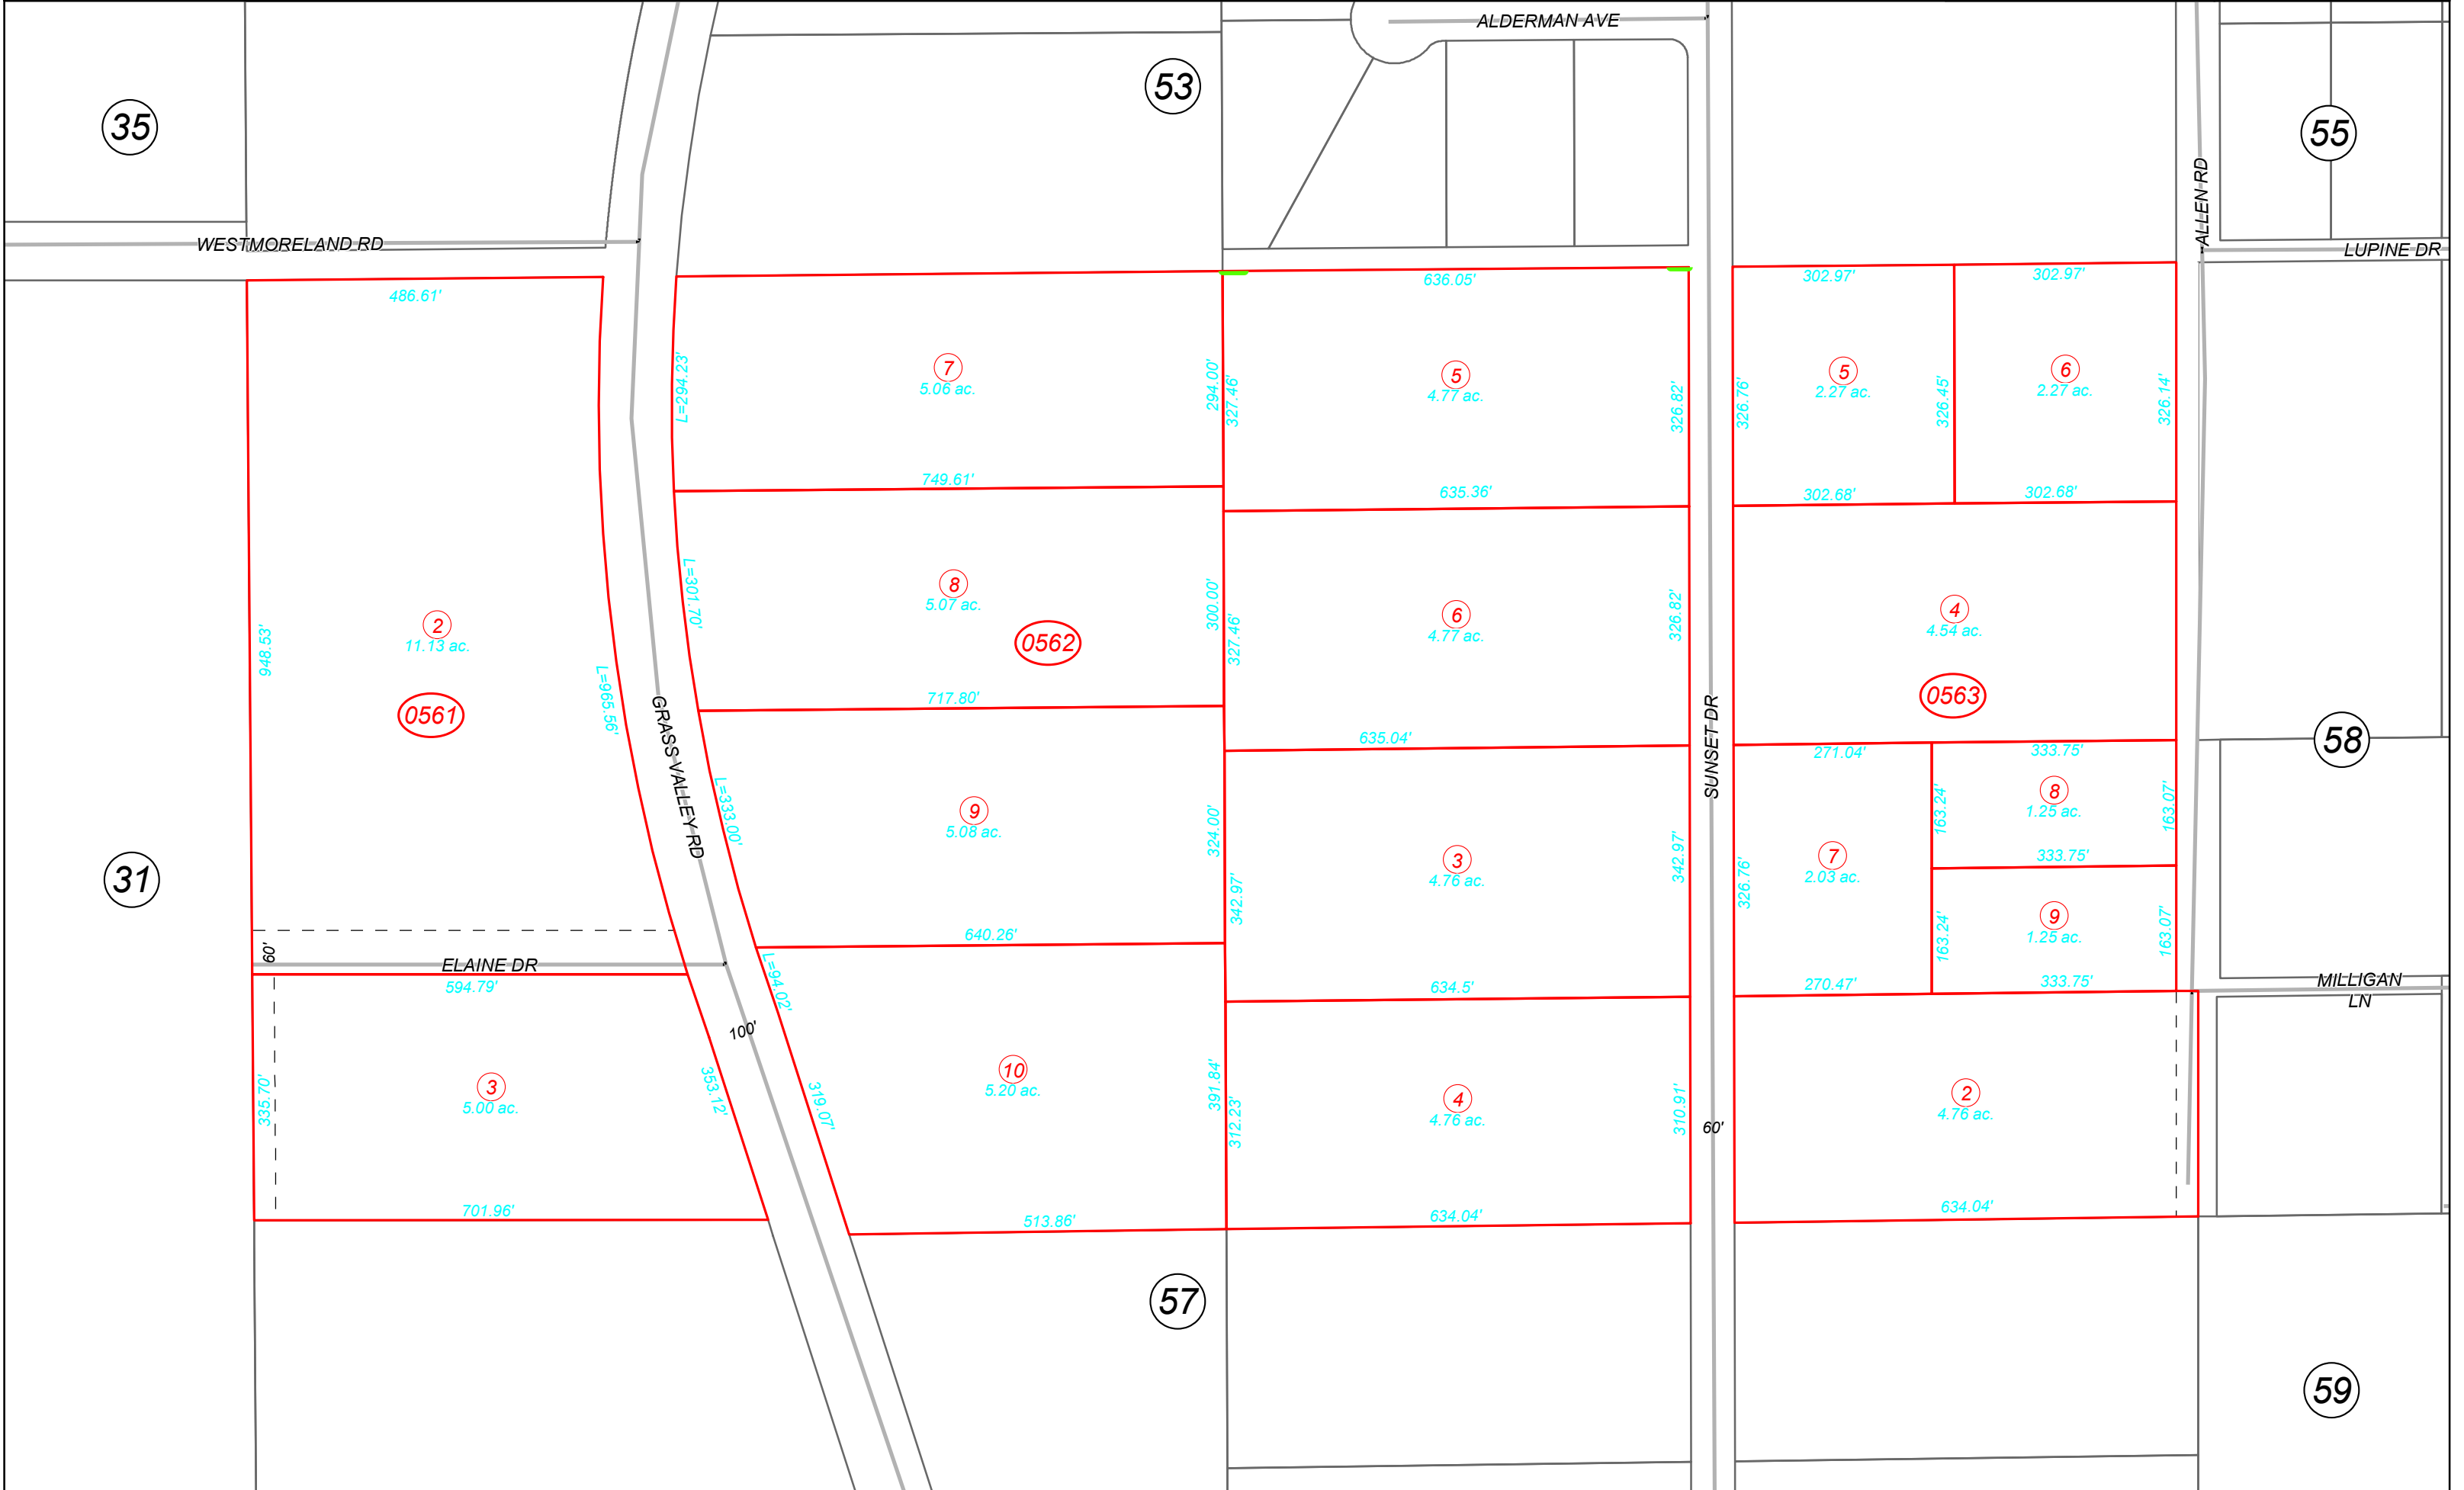 ALDERMAN AVE
53
35
55
ALLEN RD
WESTMORELAND RD
LUPINE DR
486.61'
636.05'
302.97'
302.97'
L=294.23'
7
5.06 ac.
294.00'
327.46'
5
4.77 ac.
326.82'
326.76'
5
2.27 ac.
326.45'
6
2.27 ac.
326.14'
749.61'
635.36'
302.68'
302.68'
948.53'
2
11.13 ac.
0561
L=965.56'
GRASS VALLEY RD
L=301.70'
8
5.07 ac.
0562
300.00'
327.46'
6
4.77 ac.
326.82'
SUNSET DR
4
4.54 ac.
0563
58
717.80'
635.04'
271.04'
333.75'
31
L=333.00'
9
5.08 ac.
324.00'
342.97'
3
4.76 ac.
342.97'
326.76'
7
2.03 ac.
163.24'
8
1.25 ac.
163.07'
333.75'
163.24'
9
1.25 ac.
163.07'
60'
ELAINE DR
640.26'
594.79'
L=94.02'
634.5'
270.47'
333.75'
MILLIGAN
LN
100'
335.70'
3
5.00 ac.
353.12'
319.07'
10
5.20 ac.
391.84'
312.23'
4
4.76 ac.
310.91'
60'
2
4.76 ac.
701.96'
513.86'
634.04'
634.04'
57
59